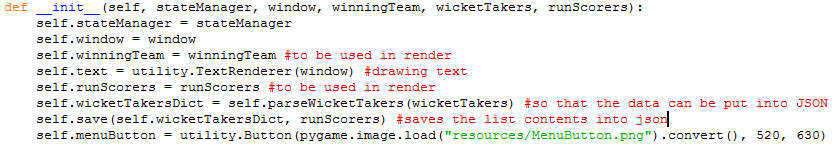 def __init__(self, stateManager, window, winningTeam, wicketTakers, runScorers):
    self.stateManager = stateManager
    self.window = window
    self.winningTeam = winningTeam #to be used in render
    self.text = utility.TextRenderer(window) #drawing text
    self.runScorers = runScorers #to be used in render
    self.wicketTakersDict = self.parseWicketTakers(wicketTakers) #so that the data can be put into JSON
    self.save(self.wicketTakersDict, runScorers) #saves the list contents into json
    self.menuButton = utility.Button(pygame.image.load("resources/MenuButton.png").convert(), 520, 630)